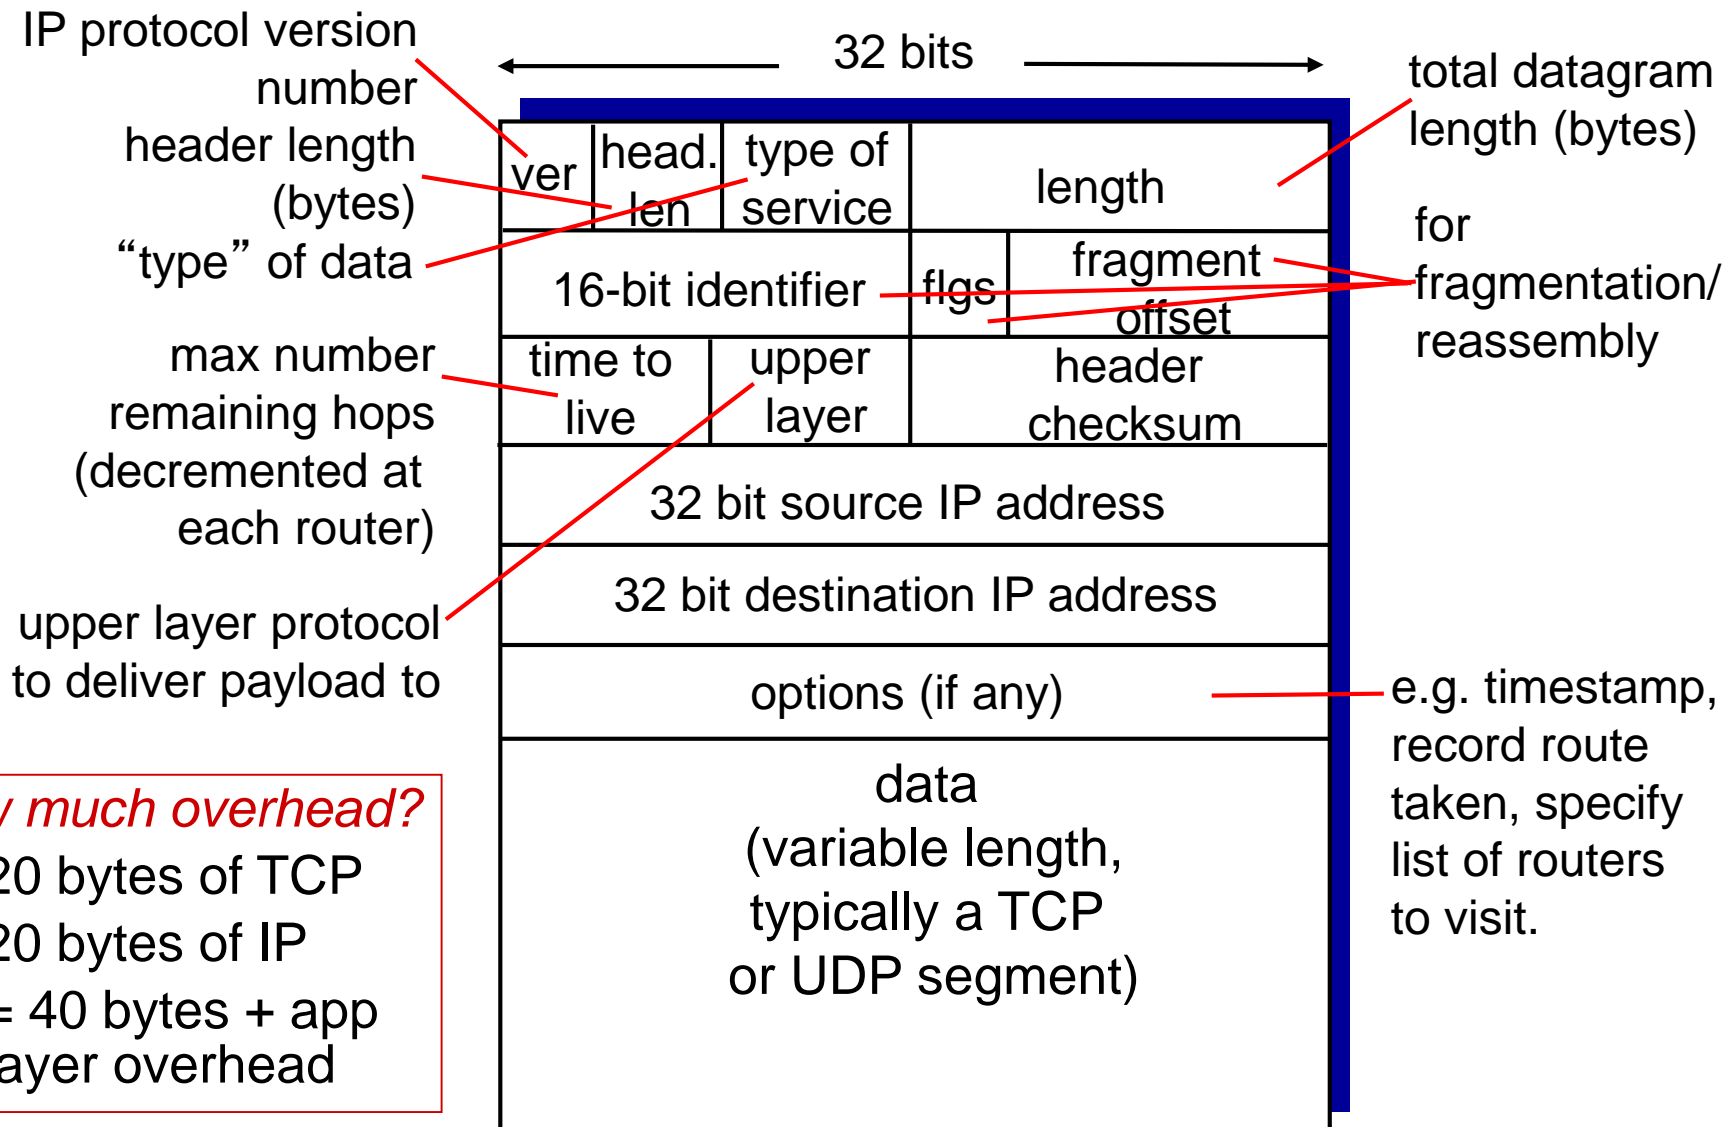 IP protocol version
number
header length
(bytes)
“type” of data
max number
remaining hops
(decremented at
each router)
upper layer protocol
to deliver payload to
much overhead?
20 bytes of TCP
20 bytes of IP
= 40 bytes + app
ayer overhead
32 bits
ver
head.
len
type of
service
length
16-bit identifier
flgs
fragment
offset
time to
live
upper
layer
header
checksum
32 bit source IP address
32 bit destination IP address
options (if any)
data
(variable length,
typically a TCP
or UDP segment)
total datagram
length (bytes)
for
fragmentation/
reassembly
e.g. timestamp,
record route
taken, specify
list of routers
to visit.